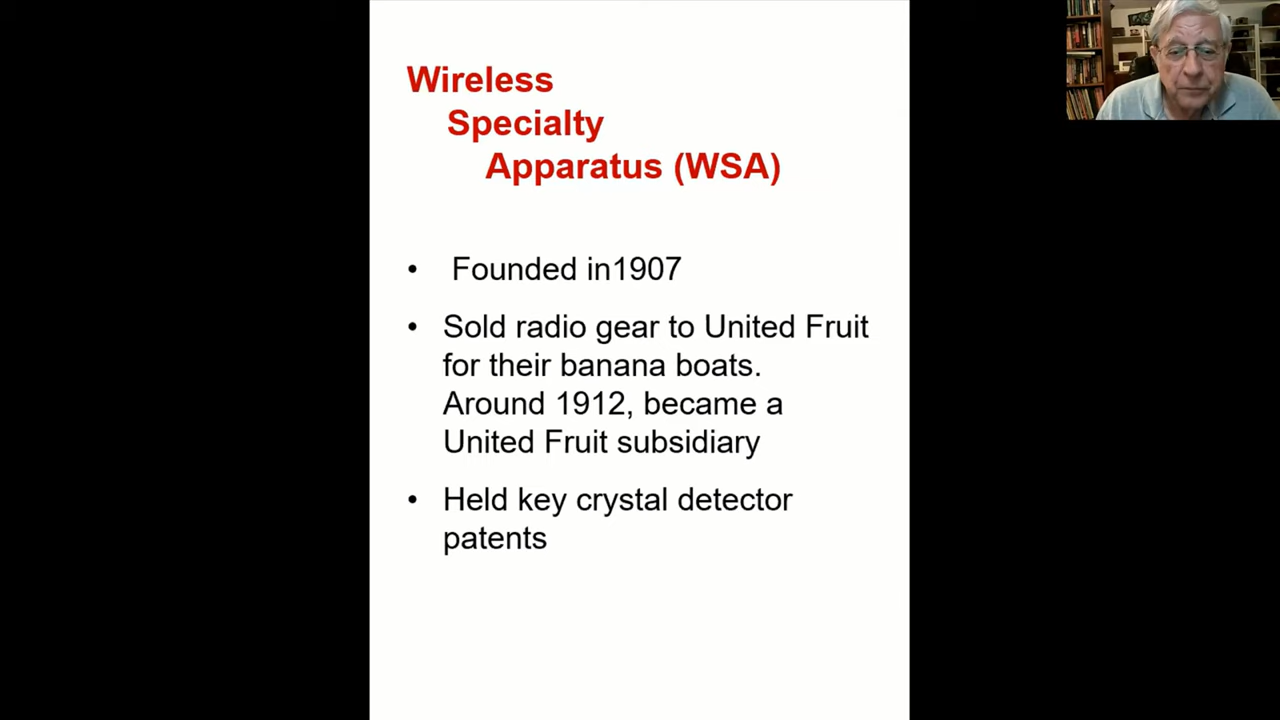 Wireless
Specialty
Apparatus (WSA)
• Founded in1907
• Sold radio gear to United Fruit
for their banana boats.
Around 1912, became a
United Fruit subsidiary
• Held key crystal detector
patents